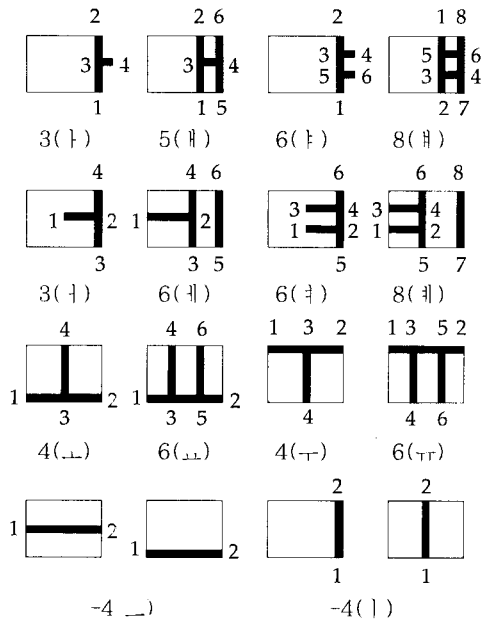 2 2 6 2 1 8
3 4 3 4 3 4 5 6
5 6 3 4
1 1 5 1 2 7
3(ㅏ) 5(ㅐ) 6(ㅑ) 8(ㅒ)
4 4 6 6 6 8
3 4 3 4
1 2 1 2 1 2 1 2
3 3 5 5 5 7
3(ㅓ) 6(ㅔ) 6(ㅕ) 8(ㅖ)
4 4 6 1 3 2 1 3 5 2
1 2 1 2
3 3 5 4 4 6
4(ㅗ) 6(ㅛ) 4(ㅜ) 6(ㅠ)
2 2
1 2
1 2
1 1
-4 ㅡ) -4(ㅣ)